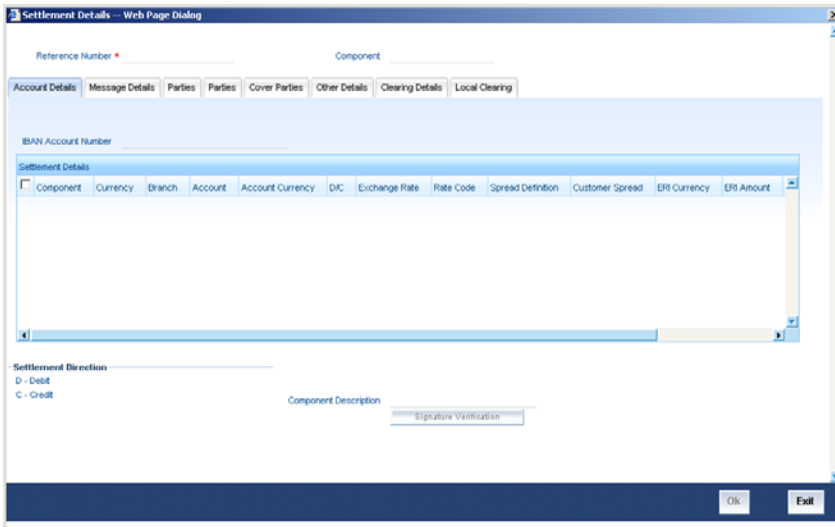 Settlement Details -- Web Page Dialog
Reference Number * Component
Account Details Message Details Parties Parties Cover Parties Other Details Clearing Details Local Clearing
IBAN Account Number
Settlement Details
Component Currency Branch Account Account Currency D/C Exchange Rate Rate Code Spread Definition Customer Spread ERI Currency ERI Amount
Settlement Direction
D - Debit
C - Credit
Component Description
Signature Verification
Ok Exit